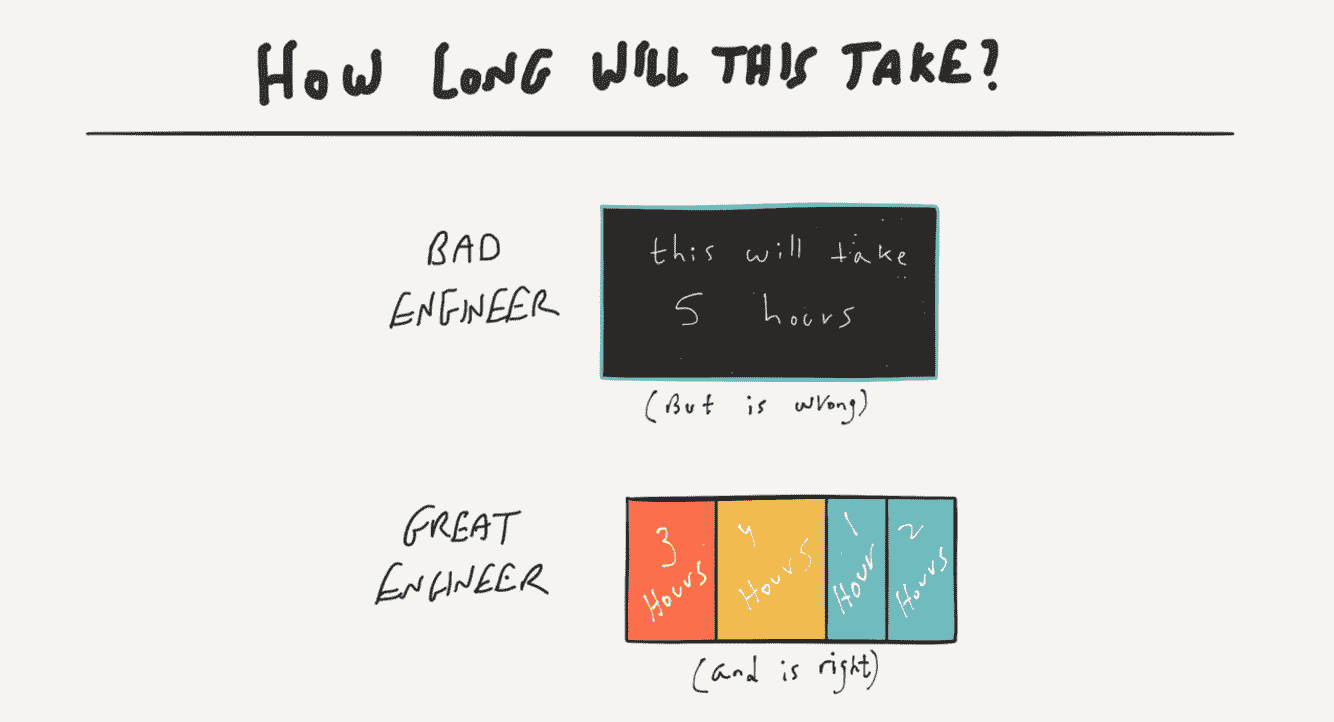 HOW LONG WILL THIS TAKE?
BAD
ENGINEER
this will take
5 hours
(But is wrong)
GREAT
ENGINEER
3
Hours
4
Hours
1
Hour
2
Hours
(and is right)